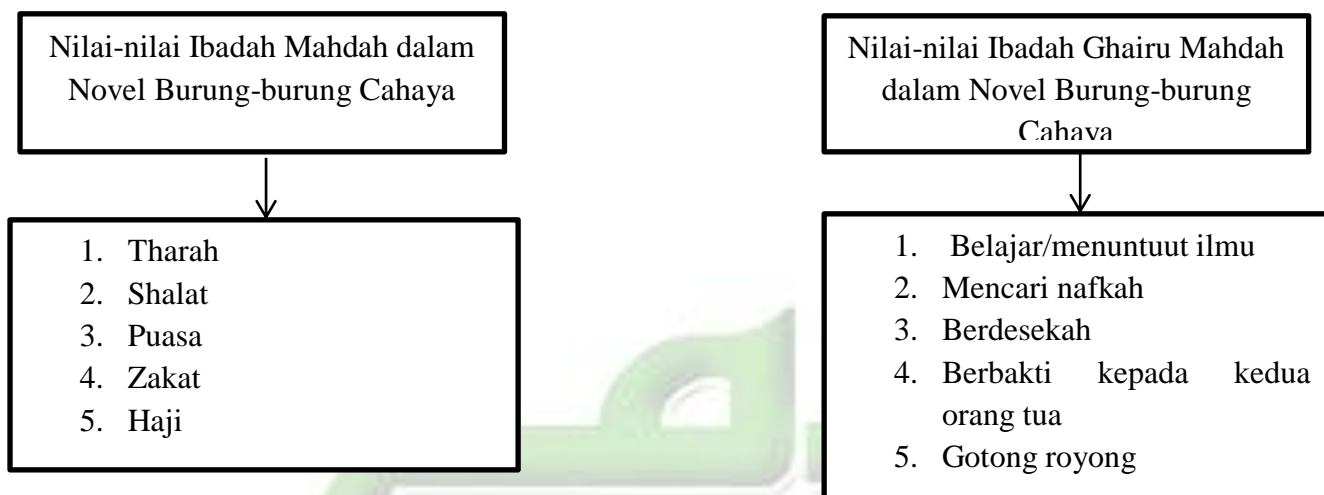 Nilai-nilai Ibadah Mahdah dalam
Novel Burung-burung Cahaya
1. Tharah
2. Shalat
3. Puasa
4. Zakat
5. Haji
Nilai-nilai Ibadah Ghairu Mahdah
dalam Novel Burung-burung
Cahaya
1. Belajar/menuntuut ilmu
2. Mencari nafkah
3. Berdesekah
4. Berbakti kepada kedua
orang tua
5. Gotong royong